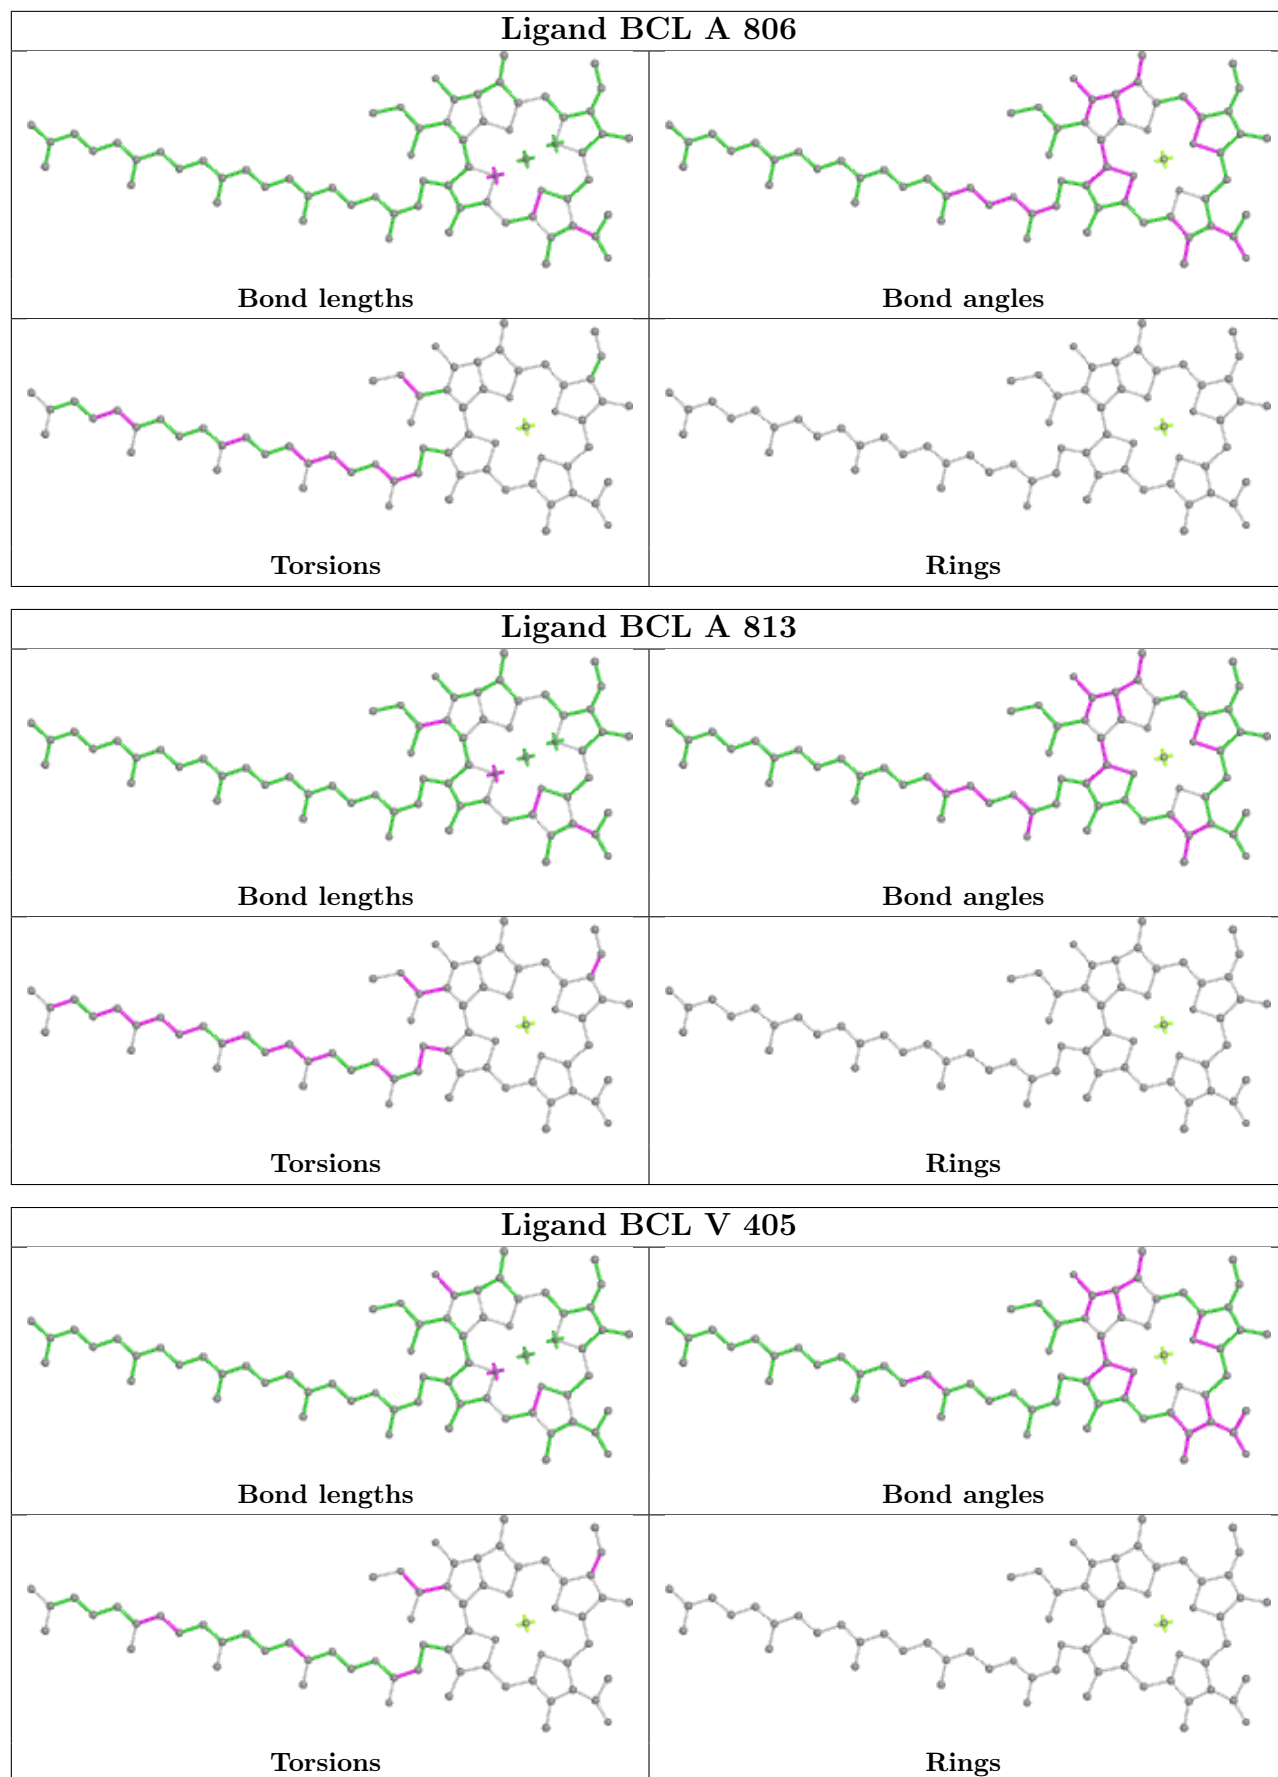 Ligand BCL A 806
Bond lengths
Bond angles
Torsions
Rings
Ligand BCL A 813
Bond lengths
Bond angles
Torsions
Rings
Ligand BCL V 405
Bond lengths
Bond angles
Torsions
Rings